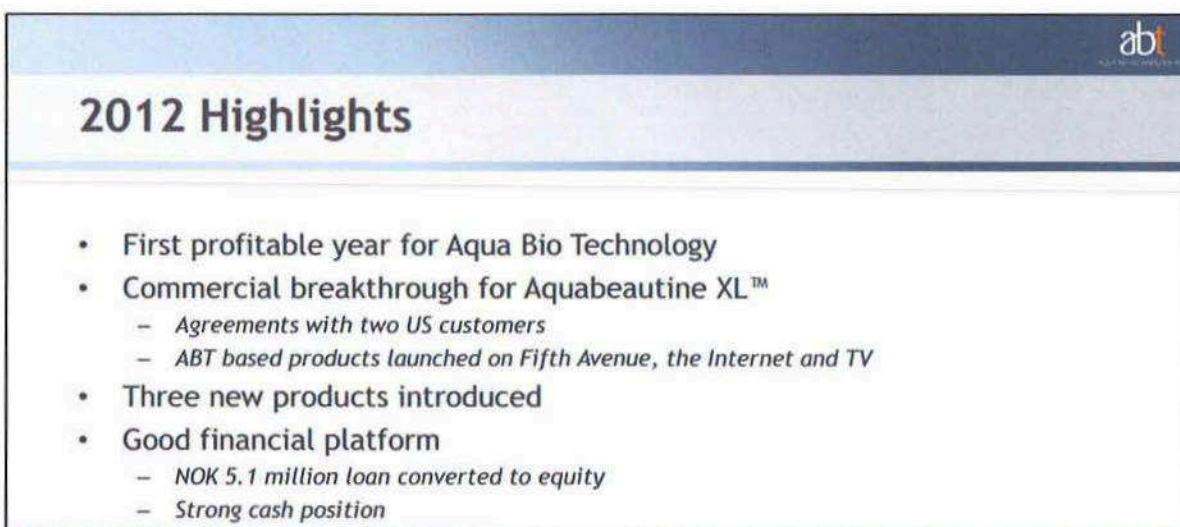 abt
2012 Highlights
• First profitable year for Aqua Bio Technology
• Commercial breakthrough for Aquabeautine XL™
– Agreements with two US customers
– ABT based products launched on Fifth Avenue, the Internet and TV
• Three new products introduced
• Good financial platform
– NOK 5.1 million loan converted to equity
– Strong cash position